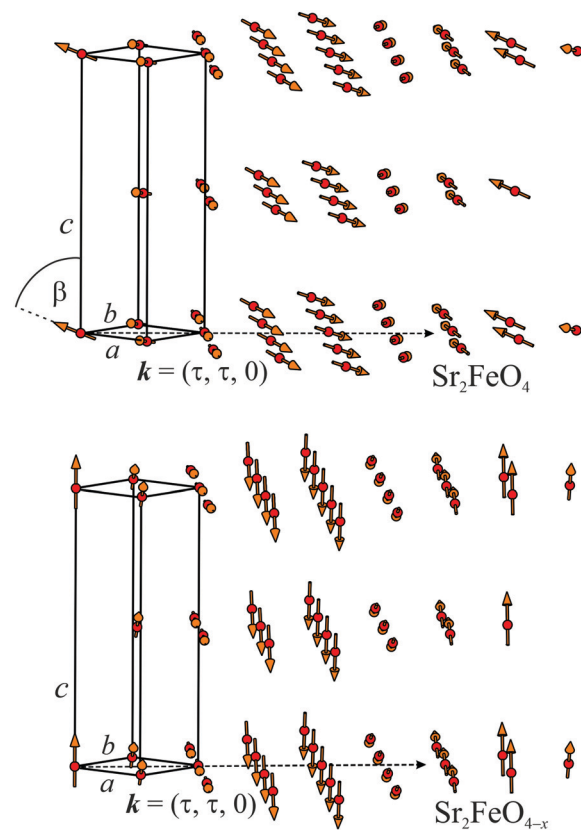 c
β
b
a
k = (τ, τ, 0)
Sr₂FeO₄
c
b
a
k = (τ, τ, 0)
Sr₂FeO₄₋ₓ